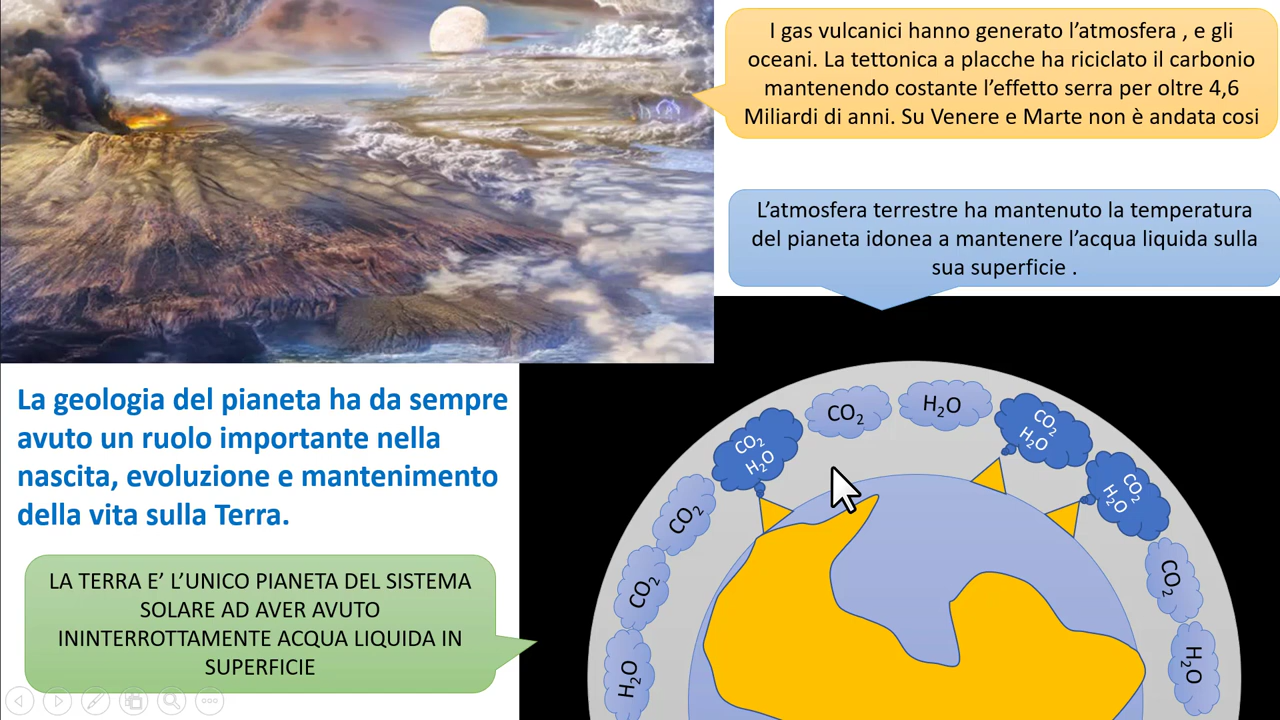 I gas vulcanici hanno generato l’atmosfera , e gli
oceani. La tettonica a placche ha riciclato il carbonio
mantenendo costante l’effetto serra per oltre 4,6
Miliardi di anni. Su Venere e Marte non è andata cosi
L’atmosfera terrestre ha mantenuto la temperatura
del pianeta idonea a mantenere l’acqua liquida sulla
sua superficie .
La geologia del pianeta ha da sempre
avuto un ruolo importante nella
nascita, evoluzione e mantenimento
della vita sulla Terra.
LA TERRA E’ L’UNICO PIANETA DEL SISTEMA
SOLARE AD AVER AVUTO
ININTERROTTAMENTE ACQUA LIQUIDA IN
SUPERFICIE
H₂O
CO₂
CO₂
CO₂
H₂O
CO₂
H₂O
CO₂
H₂O
CO₂
H₂O
CO₂
H₂O